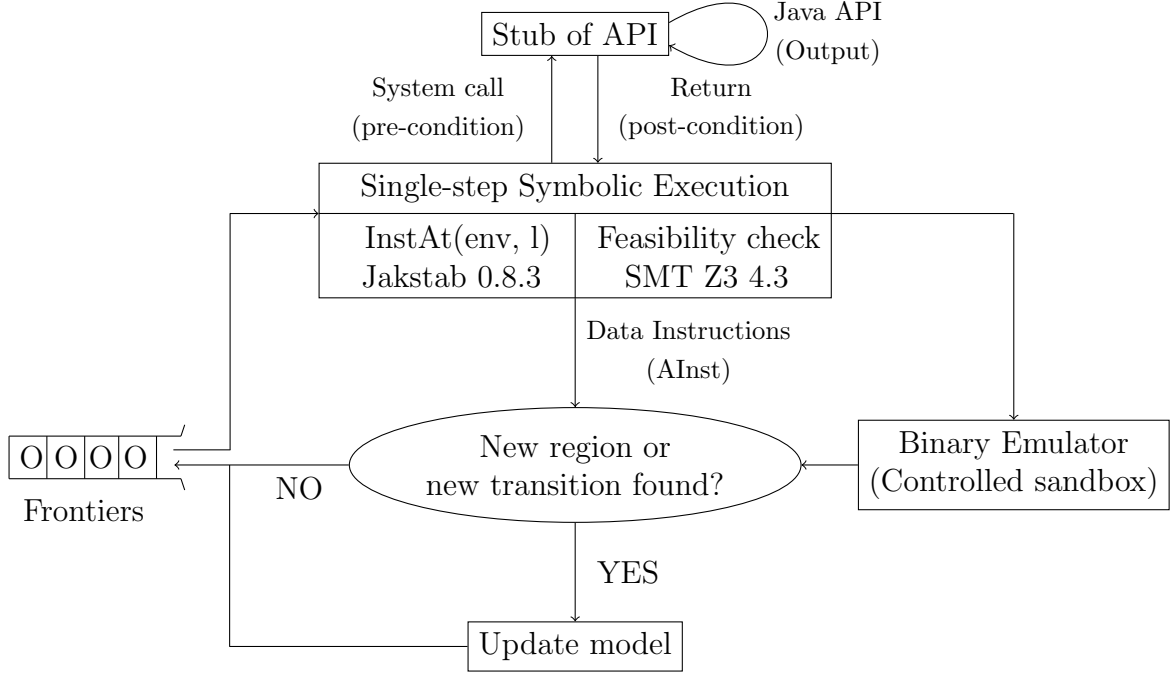 Stub of API
Java API
(Output)
System call
(pre-condition)
Return
(post-condition)
Single-step Symbolic Execution
InstAt(env, l)
Jakstab 0.8.3
Feasibility check
SMT Z3 4.3
Data Instructions
(AInst)
O O O O
Frontiers
NO
New region or
new transition found?
Binary Emulator
(Controlled sandbox)
YES
Update model